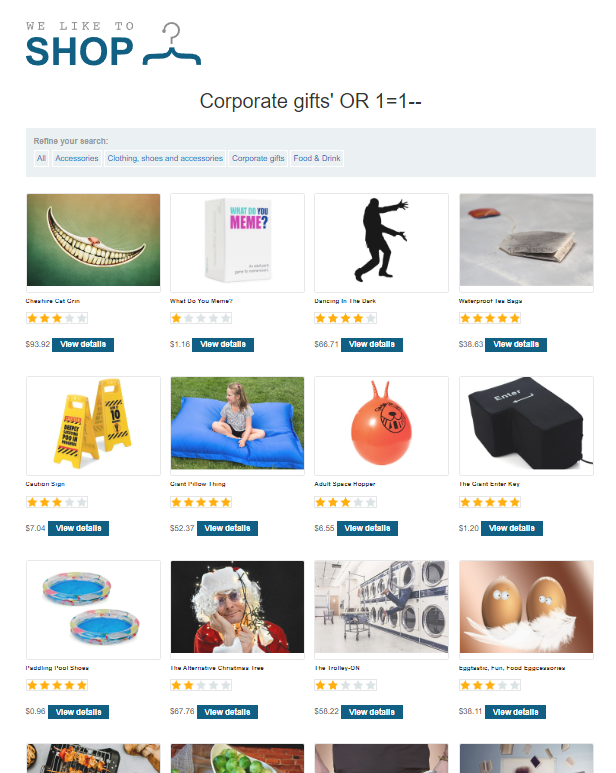 WE LIKE TO
SHOP
Corporate gifts' OR 1=1--
Refine your search:
All Accessories Clothing, shoes and accessories Corporate gifts Food & Drink
WHAT DO YOU
MEME?
Cheshire Cat Grin What Do You Meme? Dancing In The Dark Waterproof Tea Bags
$93.92 View details $1.16 View details $66.71 View details $38.63 View details
Enter
Caution Sign Giant Pillow Thing Adult Space Hopper The Giant Enter Key
$7.04 View details $52.37 View details $6.55 View details $1.20 View details
Paddling Pool Shoes The Alternative Christmas Tree The Trolley-ON Eggtastic, Fun, Food Eggcessories
$0.96 View details $67.76 View details $58.22 View details $38.11 View details